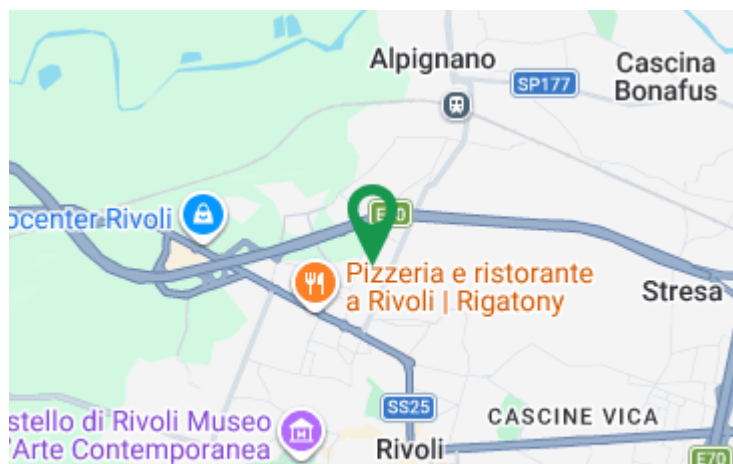 Alpignano
SP177
Cascina
Bonafus
ocenter Rivoli
Pizzeria e ristorante
a Rivoli | Rigatony
Stresa
SS25
CASCINE VICA
stello di Rivoli Museo
'Arte Contemporanea
Rivoli
E70